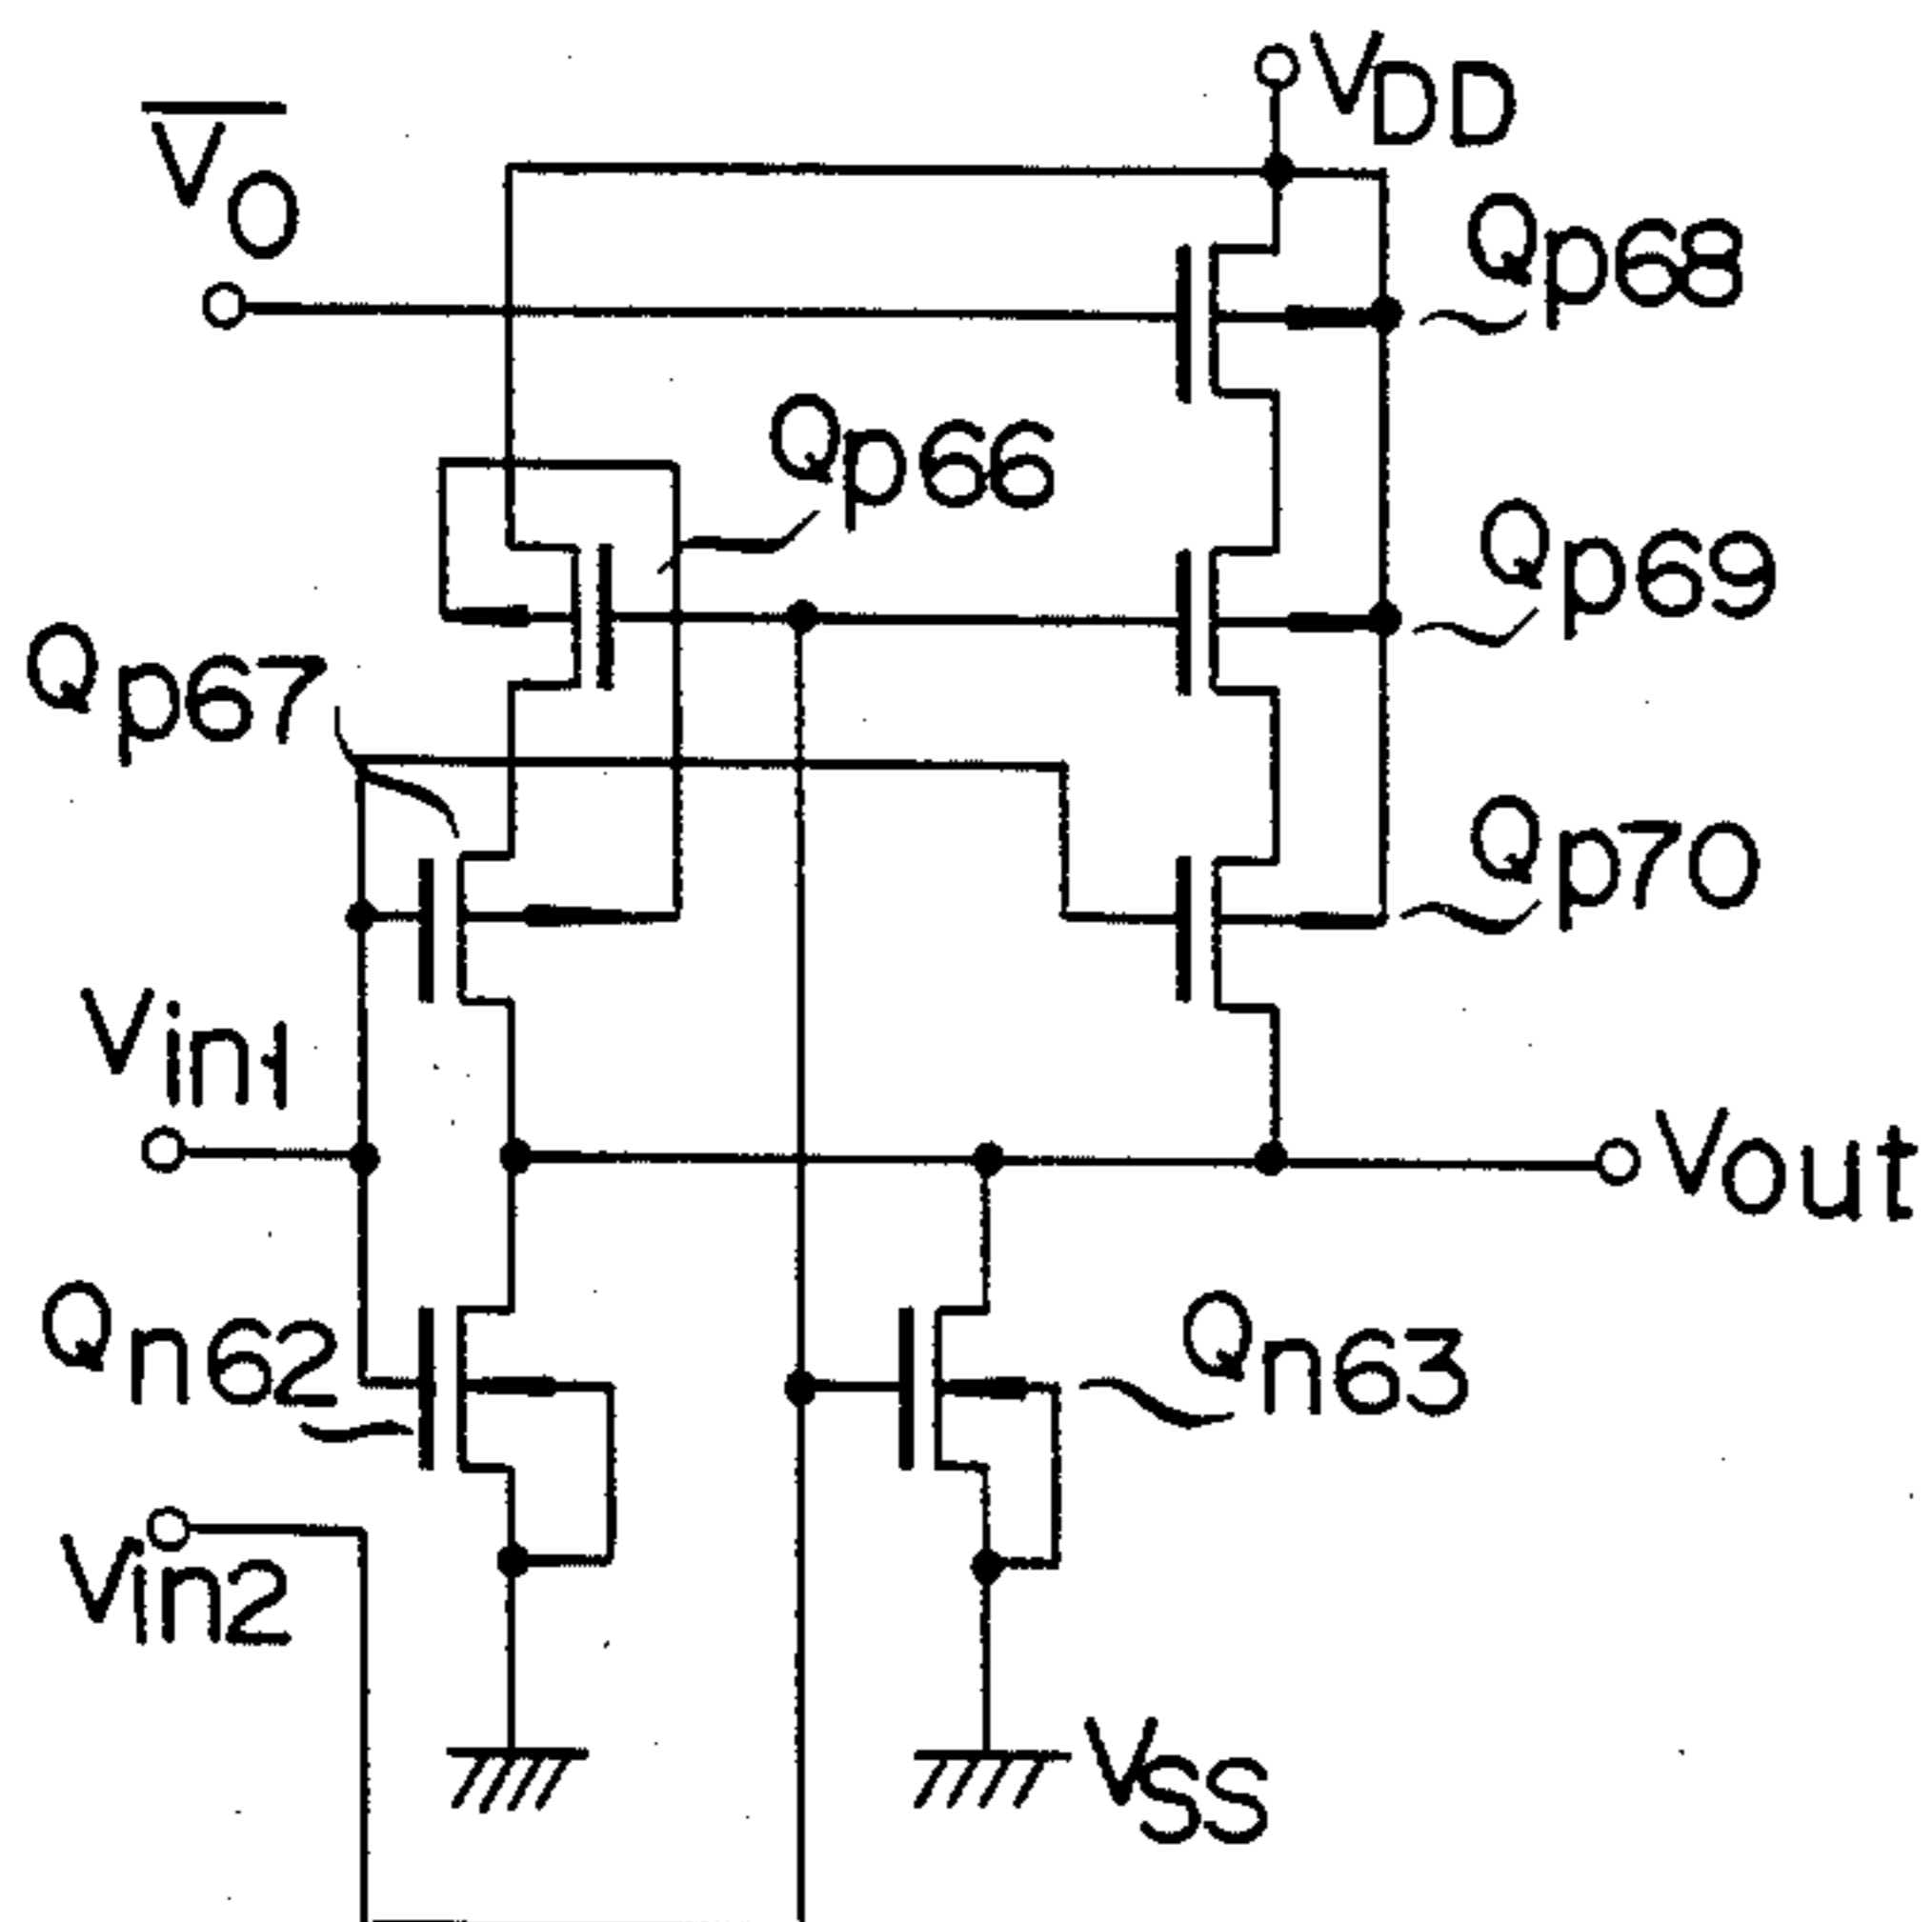 VDD
V̅O
Qp68
Qp66
Qp69
Qp67
Qp70
Vin1
Vout
Qn62
Qn63
Vin2
VSS